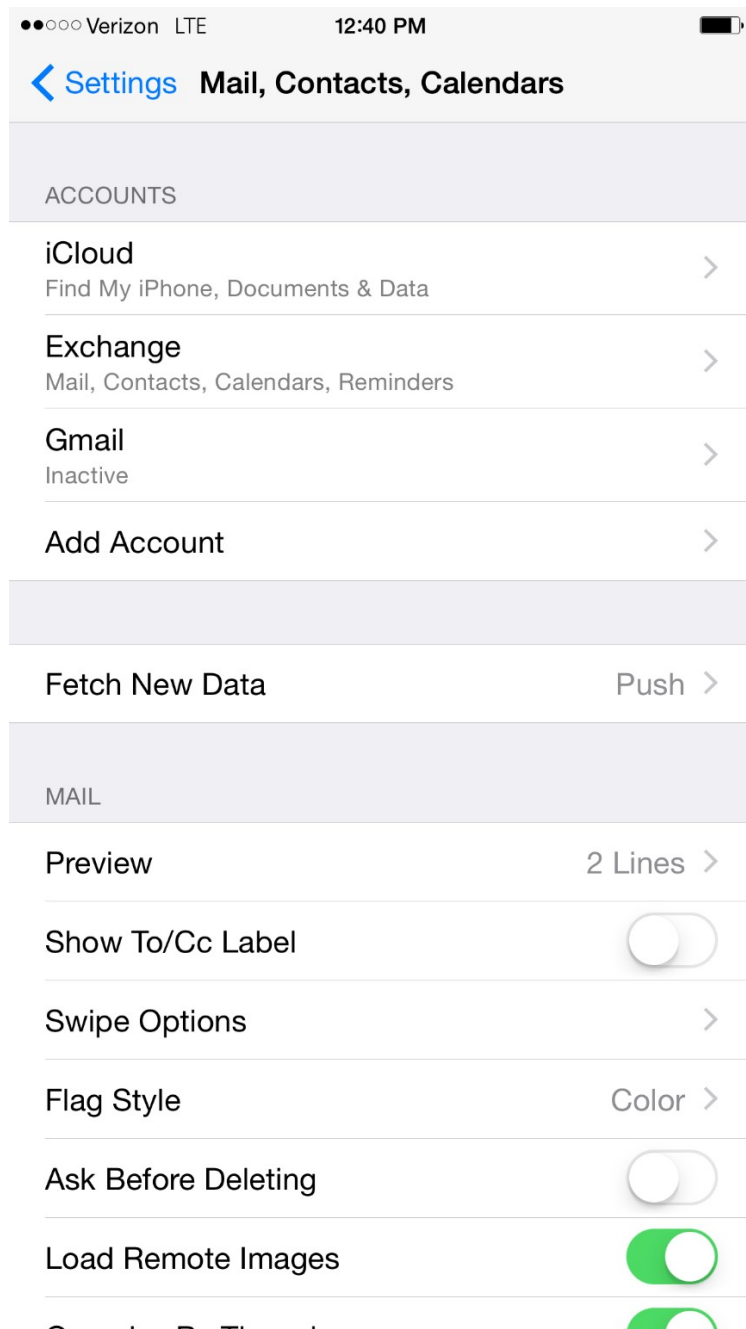 Verizon LTE 12:40 PM
Settings Mail, Contacts, Calendars
ACCOUNTS
iCloud
Find My iPhone, Documents & Data
Exchange
Mail, Contacts, Calendars, Reminders
Gmail
Inactive
Add Account
Fetch New Data Push
MAIL
Preview 2 Lines
Show To/Cc Label
Swipe Options
Flag Style Color
Ask Before Deleting
Load Remote Images